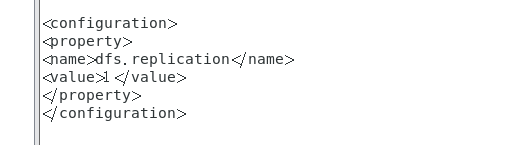 <configuration>
<property>
<name>dfs.replication</name>
<value>1</value>
</property>
</configuration>